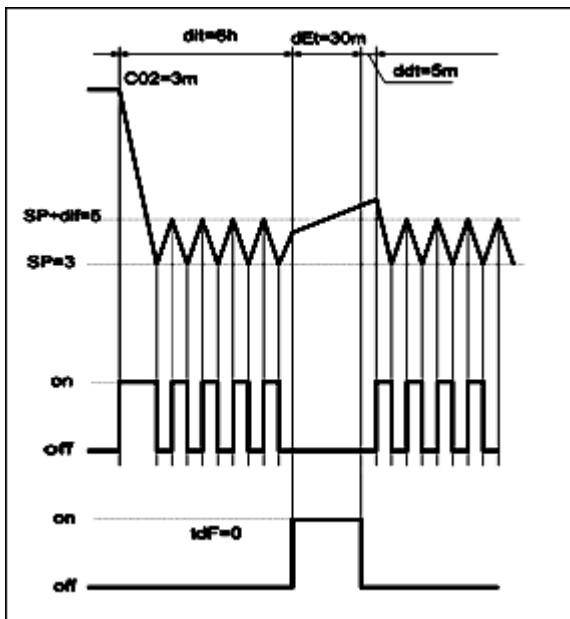 dit=6h
dEt=30m
C02=3m
ddt=5m
SP+dif=5
SP=3
on
off
on
tdF=0
off